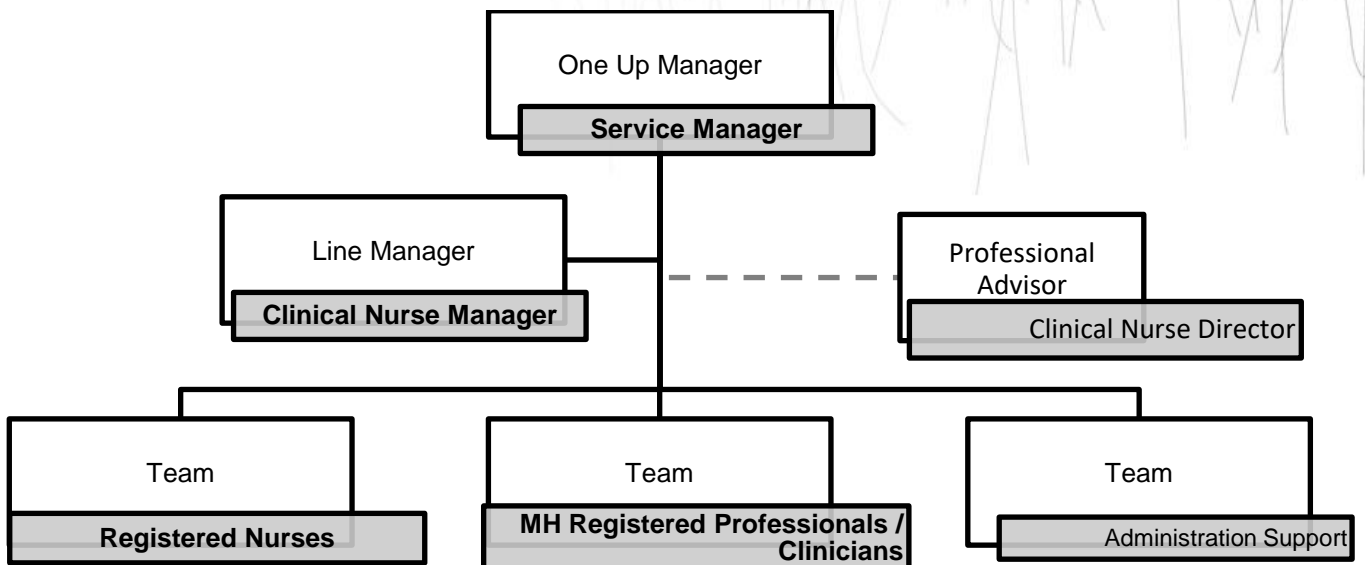 One Up Manager
Service Manager
Line Manager
Clinical Nurse Manager
Professional
Advisor
Clinical Nurse Director
Team
Registered Nurses
Team
MH Registered Professionals /
Clinicians
Team
Administration Support